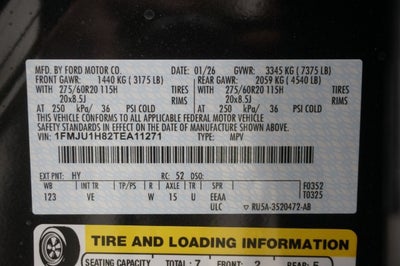 MFD. BY FORD MOTOR CO. DATE: 01/26 GVWR: 3345 KG ( 7375 LB)
FRONT GAWR: 1440 KG ( 3175 LB) REAR GAWR: 2059 KG ( 4540 LB)
WITH 275/60R20 115H TIRES WITH 275/60R20 115H TIRES
20x8.5J RIMS 20x8.5J RIMS
AT 250 kPa/ 36 PSI COLD AT 250 kPa/ 36 PSI COLD
THIS VEHICLE CONFORMS TO ALL APPLICABLE FEDERAL MOTOR VEHICLE
SAFETY STANDARDS IN EFFECT ON THE DATE OF MANUFACTURE SHOWN ABOVE.
VIN: 1FMJU1H82TEA11271 TYPE: MPV
EXT PNT: HY RC: 52 DSO:
WB INT TR TP/PS R AXLE TR SPR F0352
123 VE W 15 U EEAA T0325
ULC ▽ RU5A-3520472-AB
TIRE AND LOADING INFORMATION
SEATING CAPACITY TOTAL: 7 FRONT: 2 REAR: 5